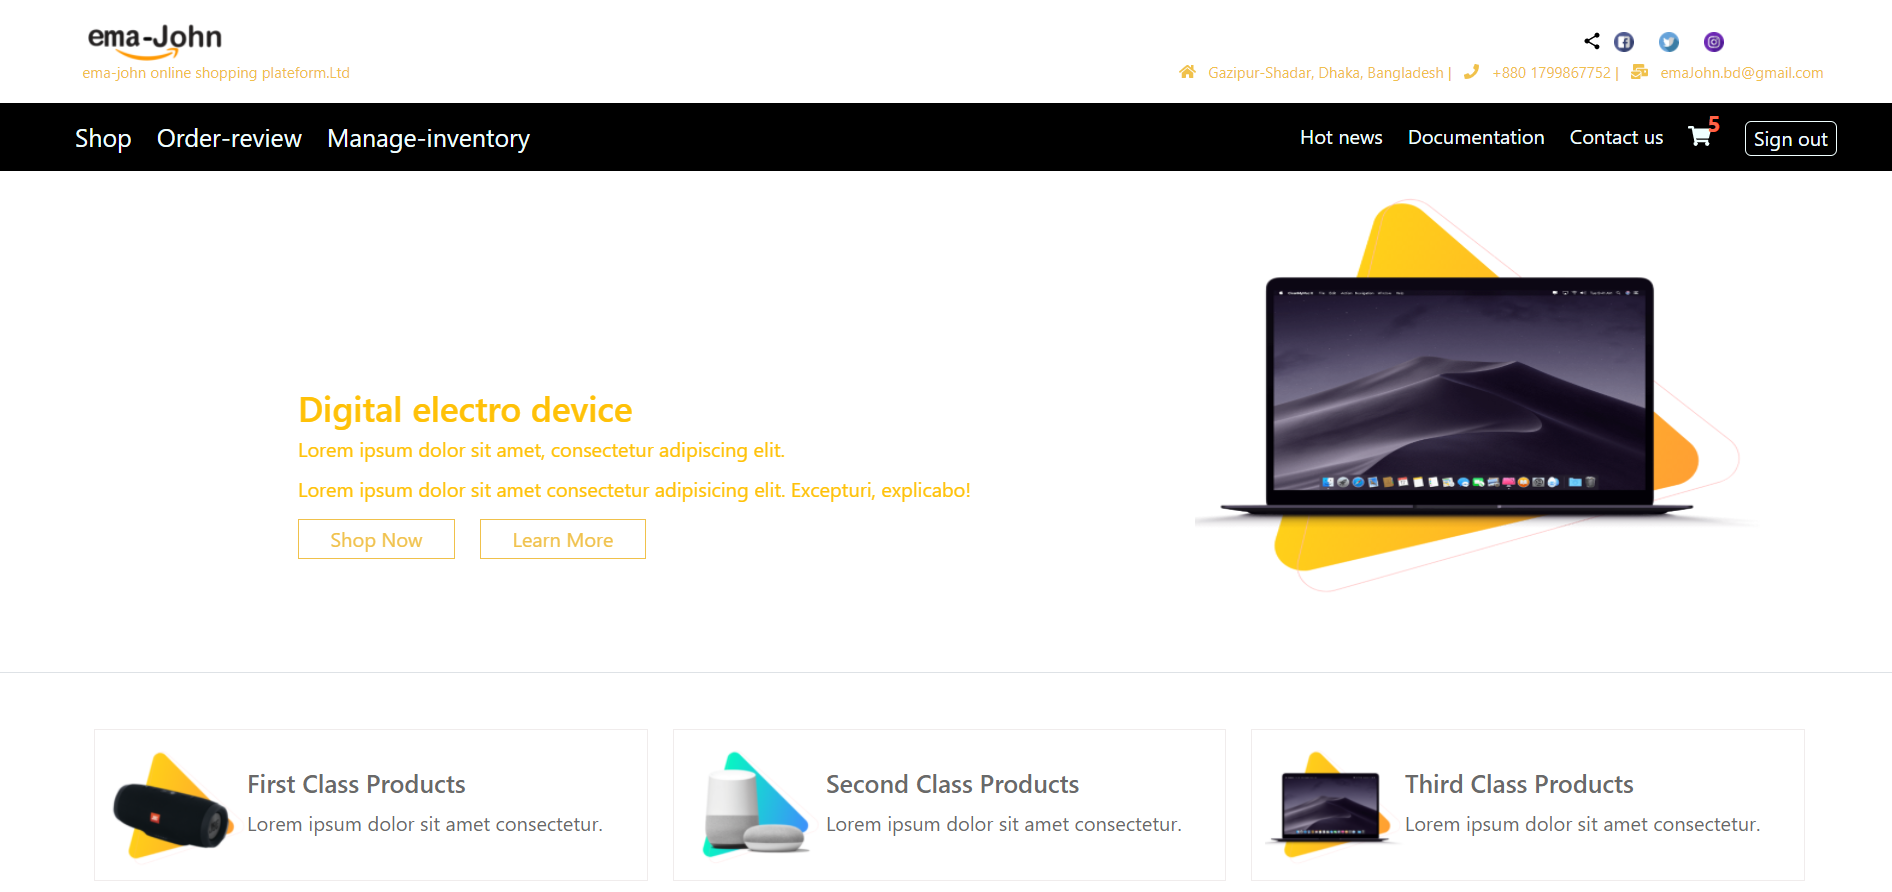 ema-John
ema-john online shopping plateform.Ltd
Gazipur-Shadar, Dhaka, Bangladesh | +880 1799867752 | emaJohn.bd@gmail.com
Shop Order-review Manage-inventory Hot news Documentation Contact us 5 Sign out
Digital electro device
Lorem ipsum dolor sit amet, consectetur adipiscing elit.
Lorem ipsum dolor sit amet consectetur adipisicing elit. Excepturi, explicabo!
Shop Now Learn More
First Class Products
Lorem ipsum dolor sit amet consectetur.
Second Class Products
Lorem ipsum dolor sit amet consectetur.
Third Class Products
Lorem ipsum dolor sit amet consectetur.